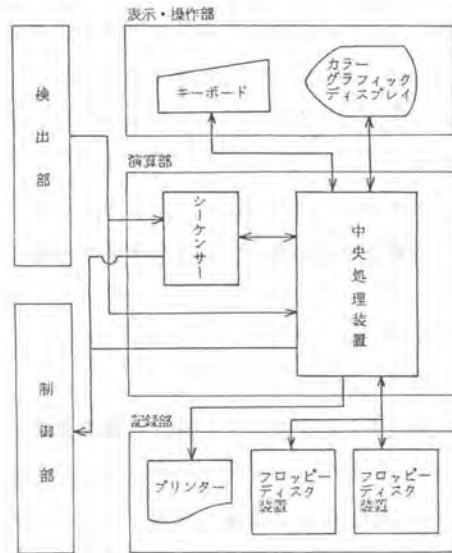 表示・操作部
キーボード
カラー
グラフィック
ディスプレイ
検出部
演算部
シーケンサー
中央処理装置
制御部
記録部
プリンター
フロッピー
ディスク
装置
フロッピー
ディスク
装置